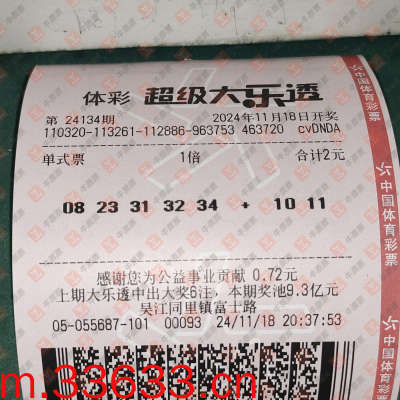 体彩 超级大乐透
第 24134期 2024年11月18日开奖
110320-113261-112886-963753 463720 cvDNDA
单式票 1倍 合计2元
08 23 31 32 34 + 10 11
感谢您为公益事业贡献 0.72元
上期大乐透中出大奖6注，本期奖池9.3亿元
吴江同里镇富士路
05-055687-101 00093 24/11/18 20:37:53
中国体育彩票
中国体育彩票
m.33633.cn